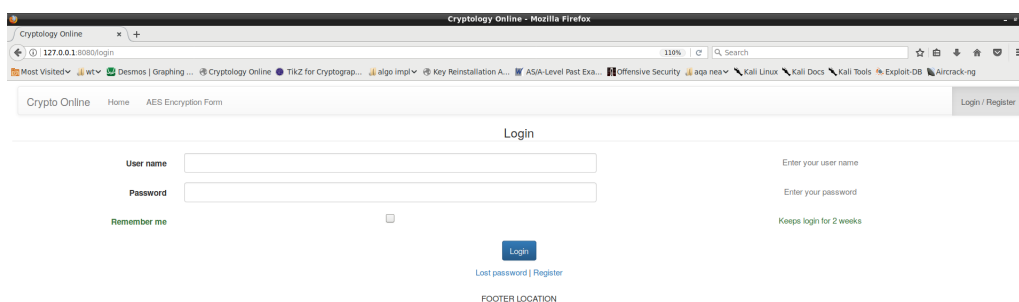 Cryptology Online - Mozilla Firefox
Cryptology Online × +
127.0.0.1:8080/login 110% Search
Most Visited wt Desmos | Graphing ... Cryptology Online TikZ for Cryptograp... algo impl Key Reinstallation A... AS/A-Level Past Exa... Offensive Security aqa nea Kali Linux Kali Docs Kali Tools Exploit-DB Aircrack-ng
Crypto Online Home AES Encryption Form Login / Register
Login
User name Enter your user name
Password Enter your password
Remember me Keeps login for 2 weeks
Login
Lost password | Register
FOOTER LOCATION